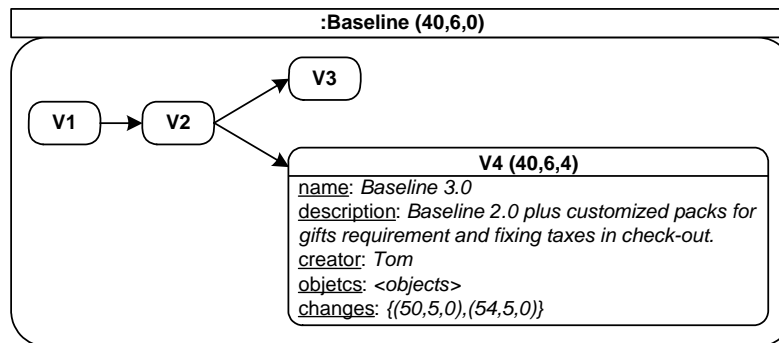 :Baseline (40,6,0)
V3
V1
V2
V4 (40,6,4)
name: Baseline 3.0
description: Baseline 2.0 plus customized packs for
gifts requirement and fixing taxes in check-out.
creator: Tom
objetcs: <objects>
changes: {(50,5,0),(54,5,0)}